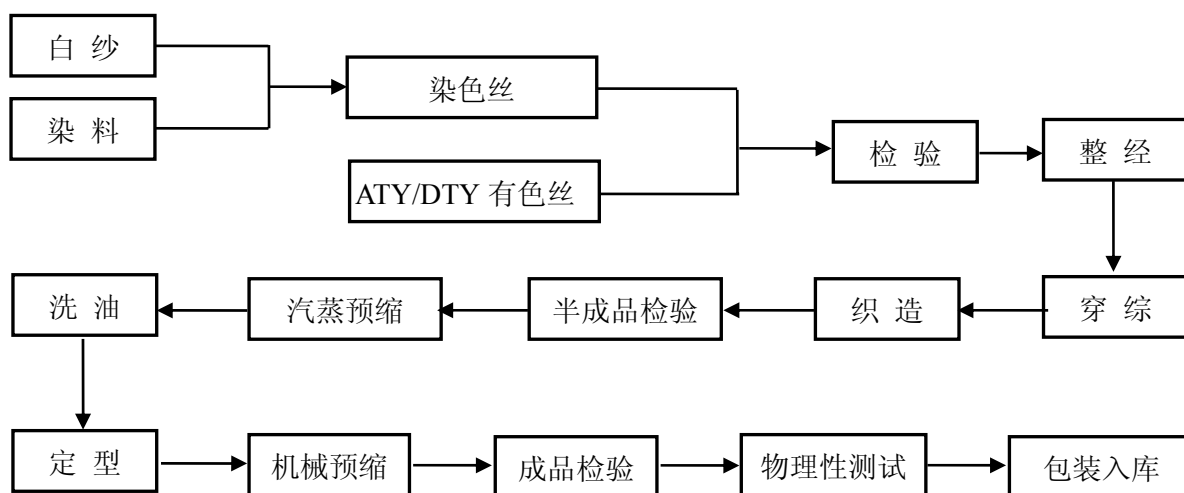 白 纱
染 料
染色丝
ATY/DTY 有色丝
检 验
整 经
穿 综
织 造
半成品检验
汽蒸预缩
洗 油
定 型
机械预缩
成品检验
物理性测试
包装入库